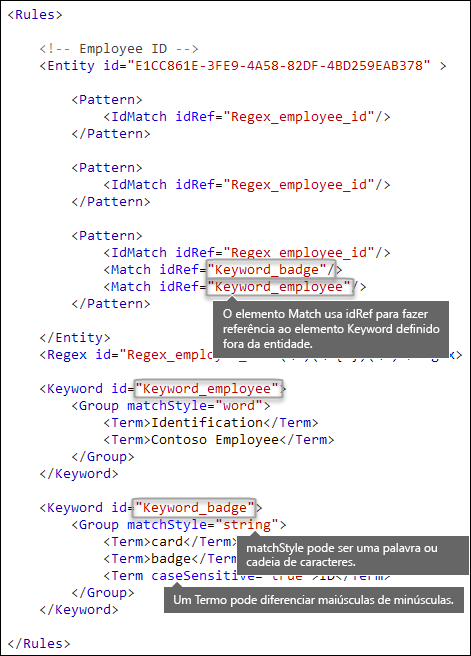 <Rules>
<!-- Employee ID -->
<Entity id="E1CC861E-3FE9-4A58-82DF-4BD259EAB378" >
<Pattern>
<IdMatch idRef="Regex_employee_id"/>
</Pattern>
<Pattern>
<IdMatch idRef="Regex_employee_id"/>
</Pattern>
<Pattern>
<IdMatch idRef="Regex_employee_id"/>
<Match idRef="Keyword_badge"/>
<Match idRef="Keyword_employee"/>
</Pattern>
O elemento Match usa idRef para fazer
referência ao elemento Keyword definido
fora da entidade.
</Entity>
<Regex id="Regex_employ
<Keyword id="Keyword_employee">
<Group matchStyle="word">
<Term>Identification</Term>
<Term>Contoso Employee</Term>
</Group>
</Keyword>
<Keyword id="Keyword_badge">
<Group matchStyle="string">
<Term>card</Term>
<Term>badge</Term>
matchStyle pode ser uma palavra ou
cadeia de caracteres.
<Term caseSensitive="true">ID</Term>
Um Termo pode diferenciar maiúsculas de minúsculas.
</Group>
</Keyword>
</Rules>